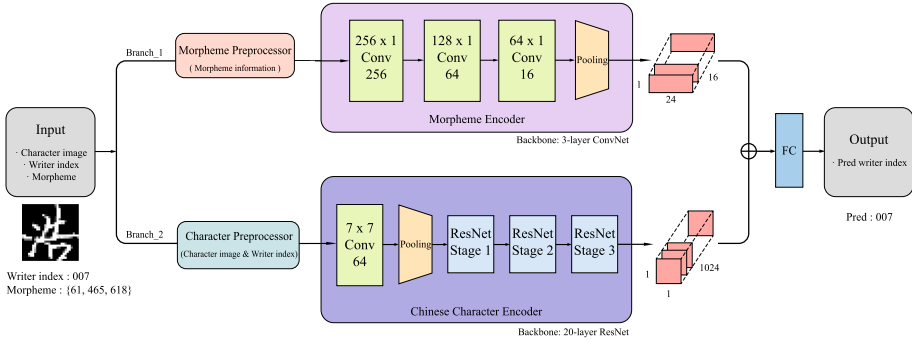 Input
· Character image
· Writer index
· Morpheme
Writer index : 007
Morpheme : {61, 465, 618}
Branch_1
Morpheme Preprocessor
( Morpheme information )
256 x 1
Conv
256
128 x 1
Conv
64
64 x 1
Conv
16
Pooling
Morpheme Encoder
Backbone: 3-layer ConvNet
1
24
16
Branch_2
Character Preprocessor
(Character image & Writer index)
7 x 7
Conv
64
Pooling
ResNet
Stage 1
ResNet
Stage 2
ResNet
Stage 3
Chinese Character Encoder
Backbone: 20-layer ResNet
1
1
1024
FC
Output
· Pred writer index
Pred : 007